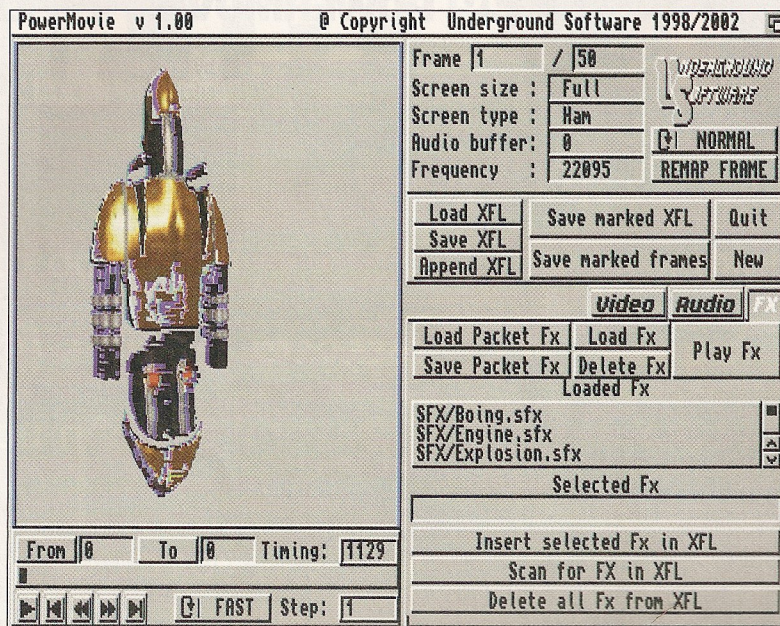 PowerMovie v 1.00 @ Copyright Underground Software 1998/2002
Frame 1 / 50
Screen size : Full
Screen type : Ham
Audio buffer: 0
Frequency : 22095
UNDERGROUND
SOFTWARE
NORMAL
REMAP FRAME
Load XFL
Save XFL
Append XFL
Save marked XFL
Save marked frames
Quit
New
Video Audio FX
Load Packet Fx Load Fx
Save Packet Fx Delete Fx
Play Fx
Loaded Fx
SFX/Boing.sfx
SFX/Engine.sfx
SFX/Explosion.sfx
Selected Fx
Insert selected Fx in XFL
Scan for FX in XFL
Delete all Fx from XFL
From 0 To 0 Timing: 1129
FAST Step: 1